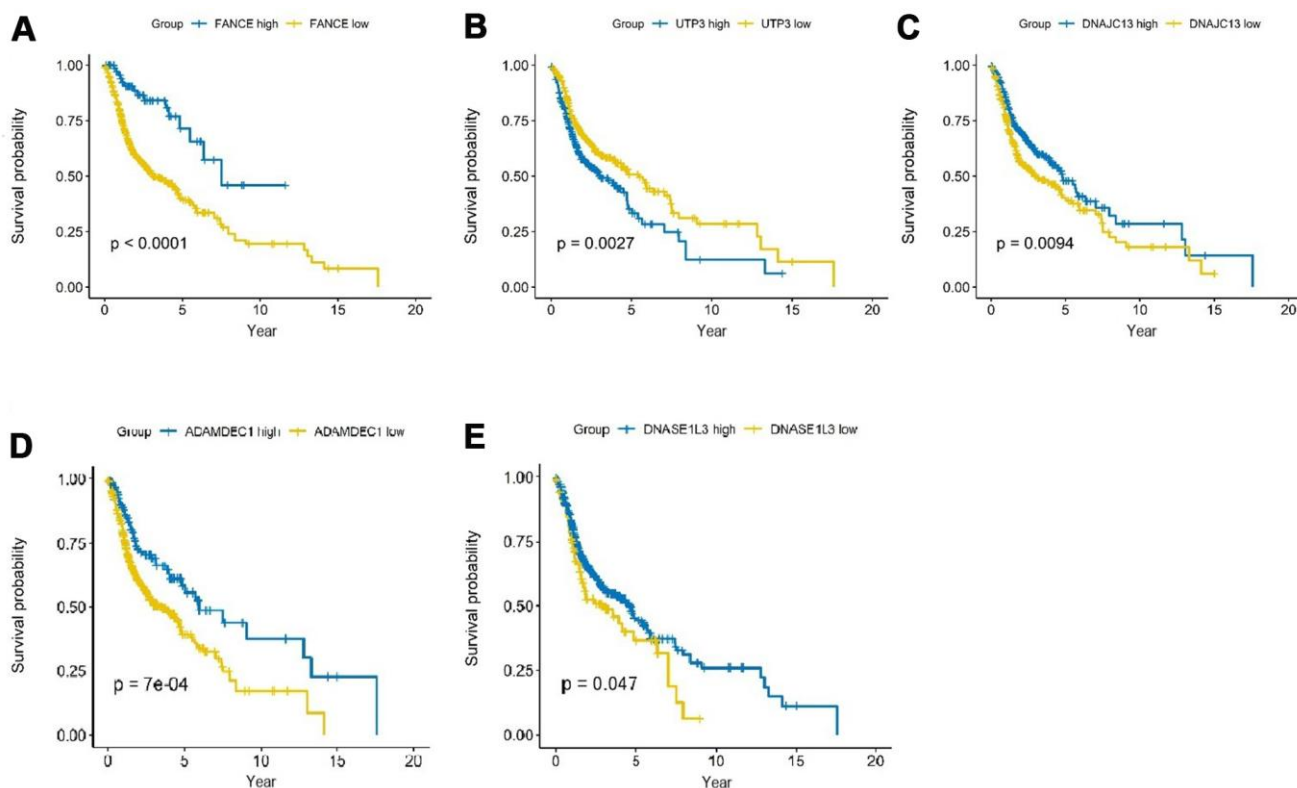 A
Group FANCE high FANCE low
1.00
0.75
0.50
0.25
0.00
Survival probability
p < 0.0001
0 5 10 15 20
Year
B
Group UTP3 high UTP3 low
1.00
0.75
0.50
0.25
0.00
Survival probability
p = 0.0027
0 5 10 15 20
Year
C
Group DNAJC13 high DNAJC13 low
1.00
0.75
0.50
0.25
0.00
Survival probability
p = 0.0094
0 5 10 15 20
Year
D
Group ADAMDEC1 high ADAMDEC1 low
1.00
0.75
0.50
0.25
0.00
Survival probability
p = 7e-04
0 5 10 15 20
Year
E
Group DNASE1L3 high DNASE1L3 low
1.00
0.75
0.50
0.25
0.00
Survival probability
p = 0.047
0 5 10 15 20
Year